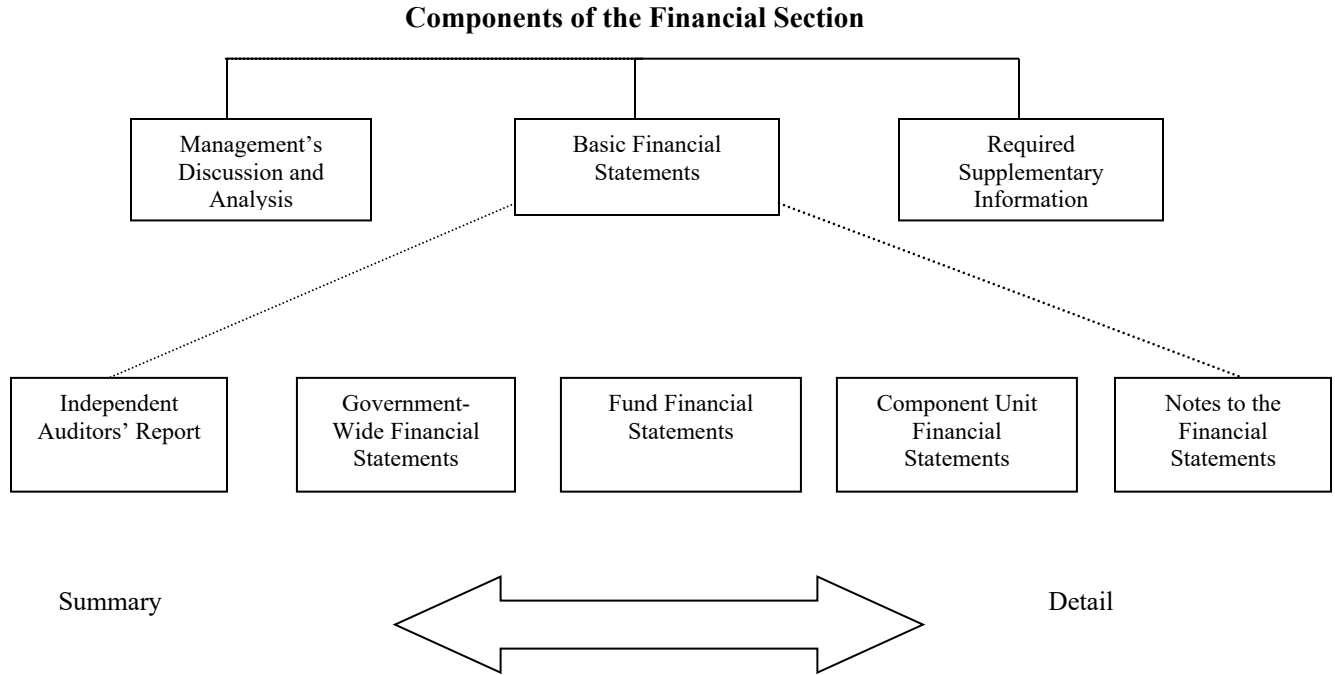 Components of the Financial Section
Management’s
Discussion and
Analysis
Basic Financial
Statements
Required
Supplementary
Information
Independent
Auditors’ Report
Government-
Wide Financial
Statements
Fund Financial
Statements
Component Unit
Financial
Statements
Notes to the
Financial
Statements
Summary
Detail